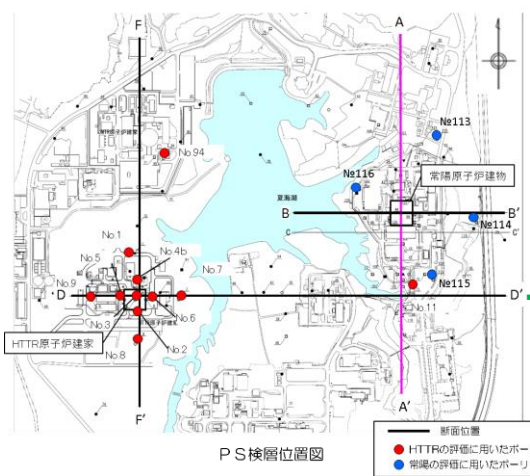 F
A
№113
No.94
常陽原子炉建物
№116
夏海湖
B
B'
C
C'
№114
No.1
No.4b
No.5
No.7
No.9
№115
D
D'
No.3
No.6
No.11
HTTR原子炉建家
No.8
No.2
F'
A'
PS検層位置図
断面位置
HTTRの評価に用いたボー
常陽の評価に用いたボーリ